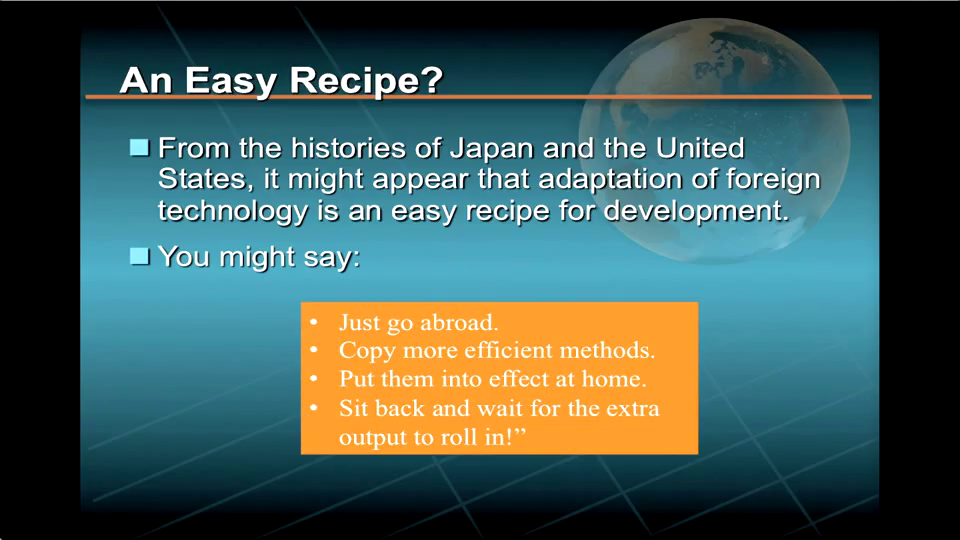 An Easy Recipe?
From the histories of Japan and the United
States, it might appear that adaptation of foreign
technology is an easy recipe for development.
You might say:
• Just go abroad.
• Copy more efficient methods.
• Put them into effect at home.
• Sit back and wait for the extra
output to roll in!”